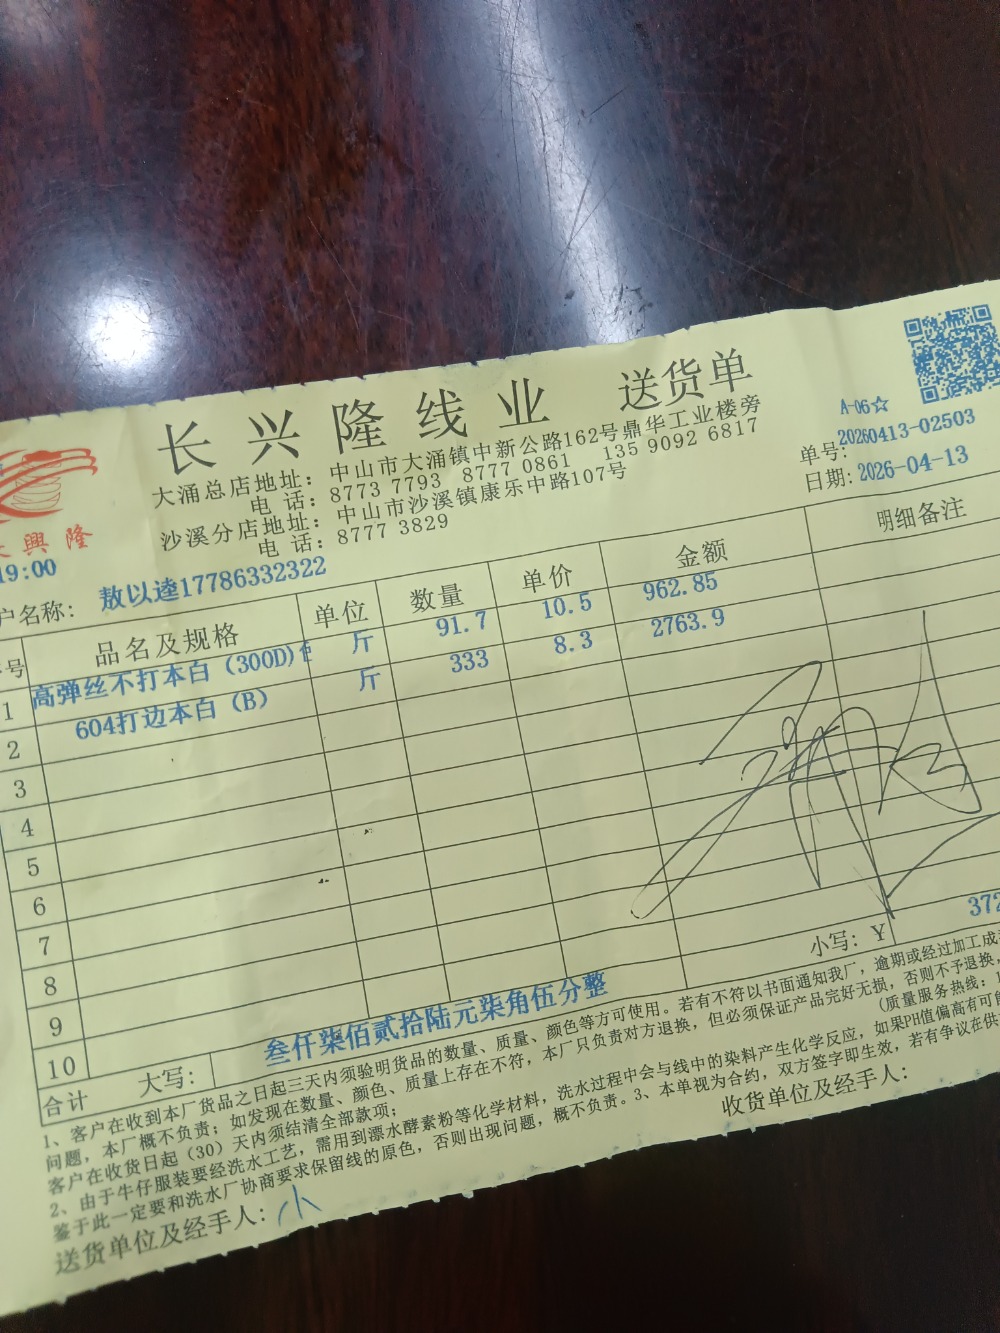 长兴隆线业 送货单
A-06☆
大涌总店地址：中山市大涌镇中新公路162号鼎华工业楼旁
电话：8773 7793 8777 0861 135 9092 6817
沙溪分店地址：中山市沙溪镇康乐中路107号
电话：8777 3829
單号：20260413-02503
日期：2026-04-13
興隆
19:00
户名称：敖以逵17786332322
号 品名及规格 单位 数量 单价 金额 明细备注
1 高弹丝不打本白（300D） 斤 91.7 10.5 962.85
2 604打边本白（B） 斤 333 8.3 2763.9
3
4
5
6
7
8
9
10
合计 大写：叁仟柒佰贰拾陆元柒角伍分整 小写：¥ 372
1、客户在收到本厂货品之日起三天内须验明货品的数量、质量、颜色等方可使用。若有不符以书面通知我厂，逾期或经过加工成
问题，本厂概不负责；如发现在数量、颜色、质量上存在不符，本厂只负责对方退换，但必须保证产品完好无损，否则不予退换，
客户在收货日起（30）天内须结清全部款项； （质量服务热线：1
2、由于牛仔服装要经洗水工艺，需用到漂水酵素粉等化学材料，洗水过程中会与线中的染料产生化学反应，如果PH值偏高有可能
鉴于此一定要和洗水厂协商要求保留线的原色，否则出现问题，概不负责。3、本单视为合约，双方签字即生效，若有争议在供
送货单位及经手人：小 收货单位及经手人：